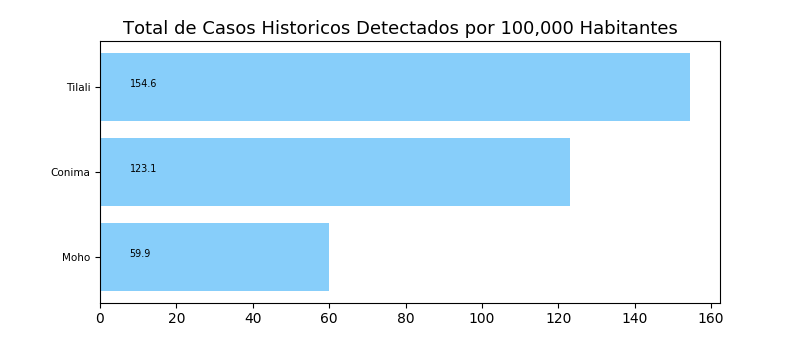 Total de Casos Historicos Detectados por 100,000 Habitantes
Tilali
154.6
Conima
123.1
Moho
59.9
0 20 40 60 80 100 120 140 160